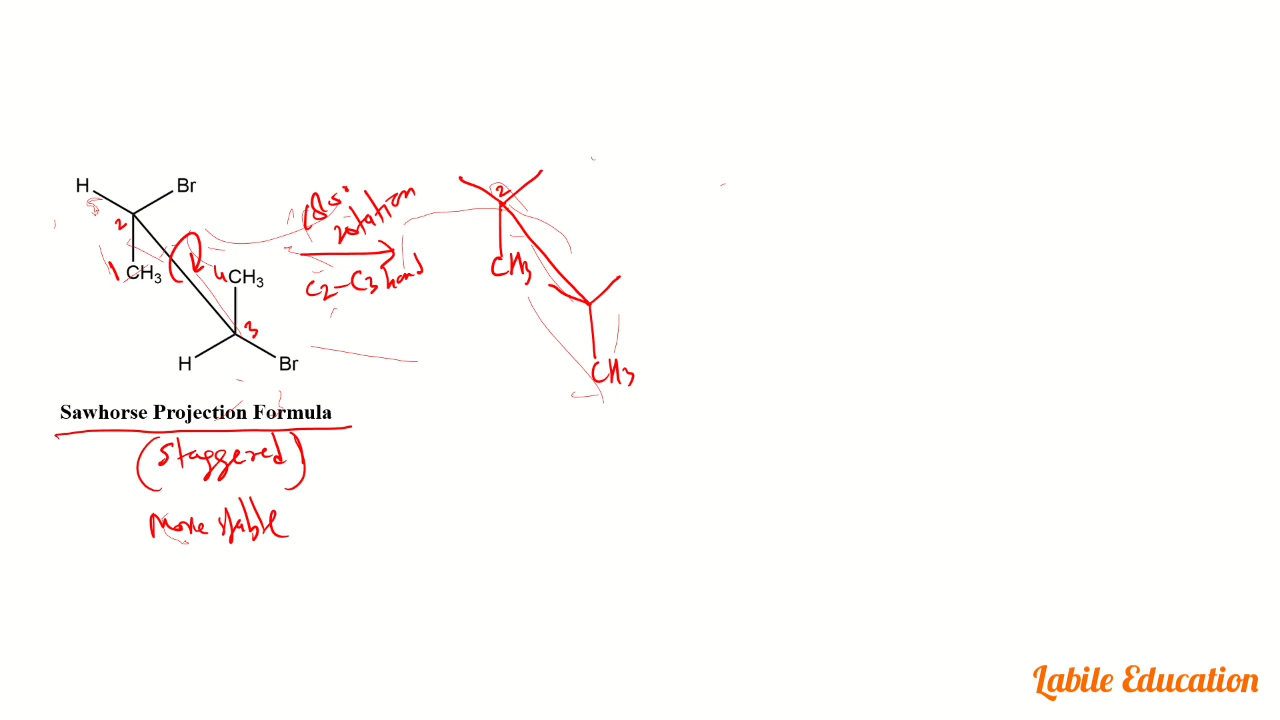 H
Br
2
1
CH3
4
CH3
3
H
Br
rotation
C2-C3 bond
2
CH3
CH3
Sawhorse Projection Formula
(Staggered)
More stable
Labile Education